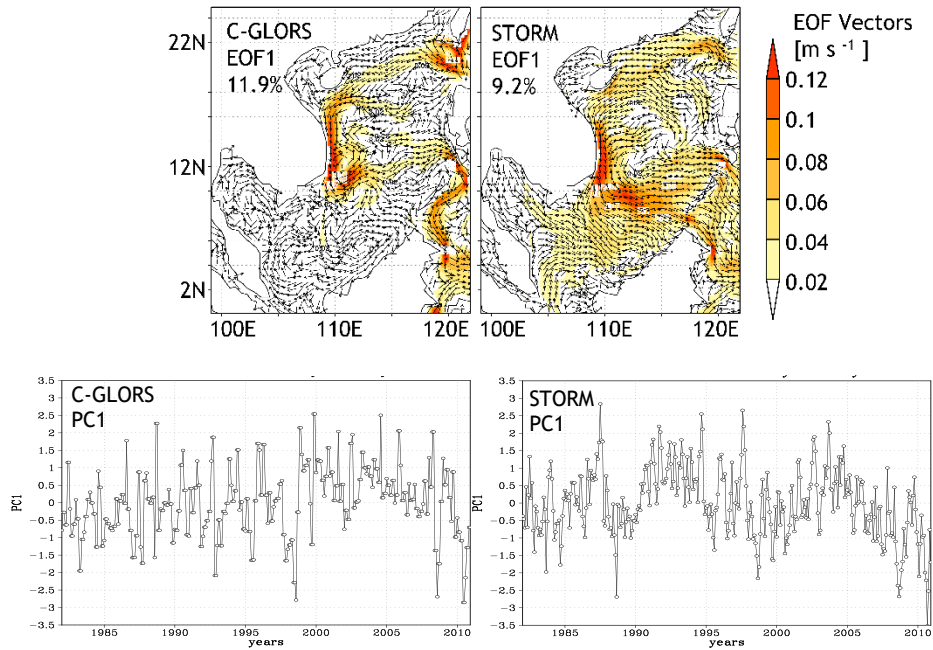 C-GLORS
EOF1
11.9%
22N
12N
2N
100E 110E 120E
STORM
EOF1
9.2%
100E 110E 120E
EOF Vectors
[m s -1 ]
0.12
0.1
0.08
0.06
0.04
0.02
C-GLORS
PC1
PC1
3.5
3
2.5
2
1.5
1
0.5
0
-0.5
-1
-1.5
-2
-2.5
-3
-3.5
1985 1990 1995 2000 2005 2010
years
STORM
PC1
PC1
3.5
3
2.5
2
1.5
1
0.5
0
-0.5
-1
-1.5
-2
-2.5
-3
-3.5
1985 1990 1995 2000 2005 2010
years